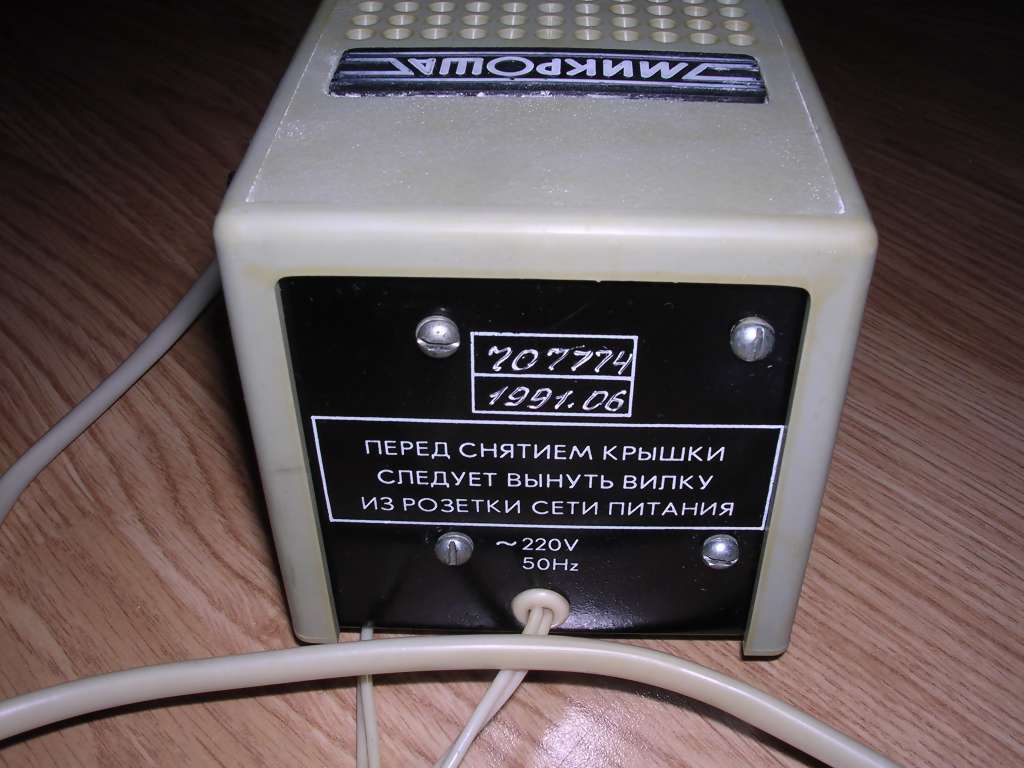 МИКРОША
707774
1991.06
ПЕРЕД СНЯТИЕМ КРЫШКИ
СЛЕДУЕТ ВЫНУТЬ ВИЛКУ
ИЗ РОЗЕТКИ СЕТИ ПИТАНИЯ
~220V
50Hz